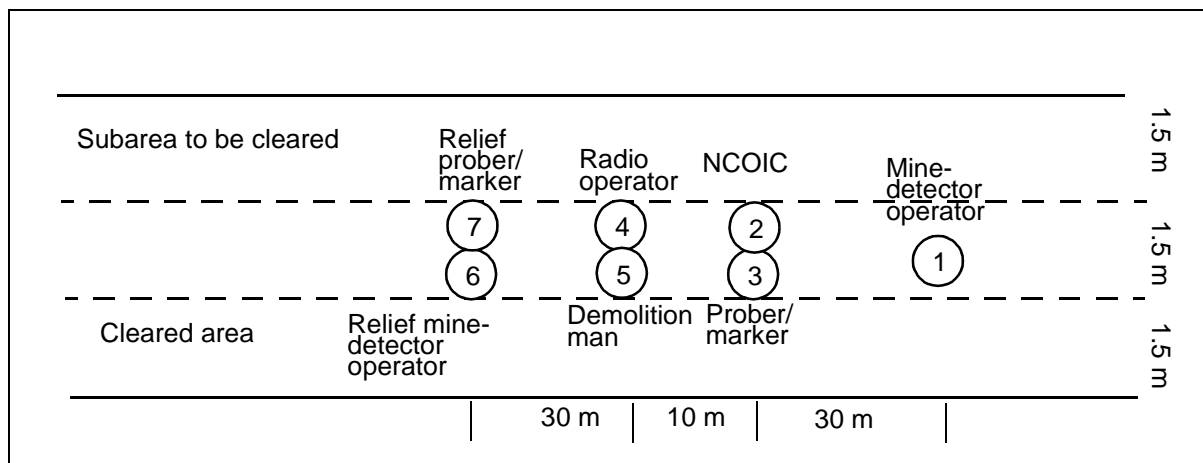 Subarea to be cleared
Relief
prober/
marker
Radio
operator
NCOIC
Mine-
detector
operator
1.5 m
7
4
2
1
1.5 m
6
5
3
Cleared area
Relief mine-
detector
operator
Demolition
man
Prober/
marker
1.5 m
30 m
10 m
30 m